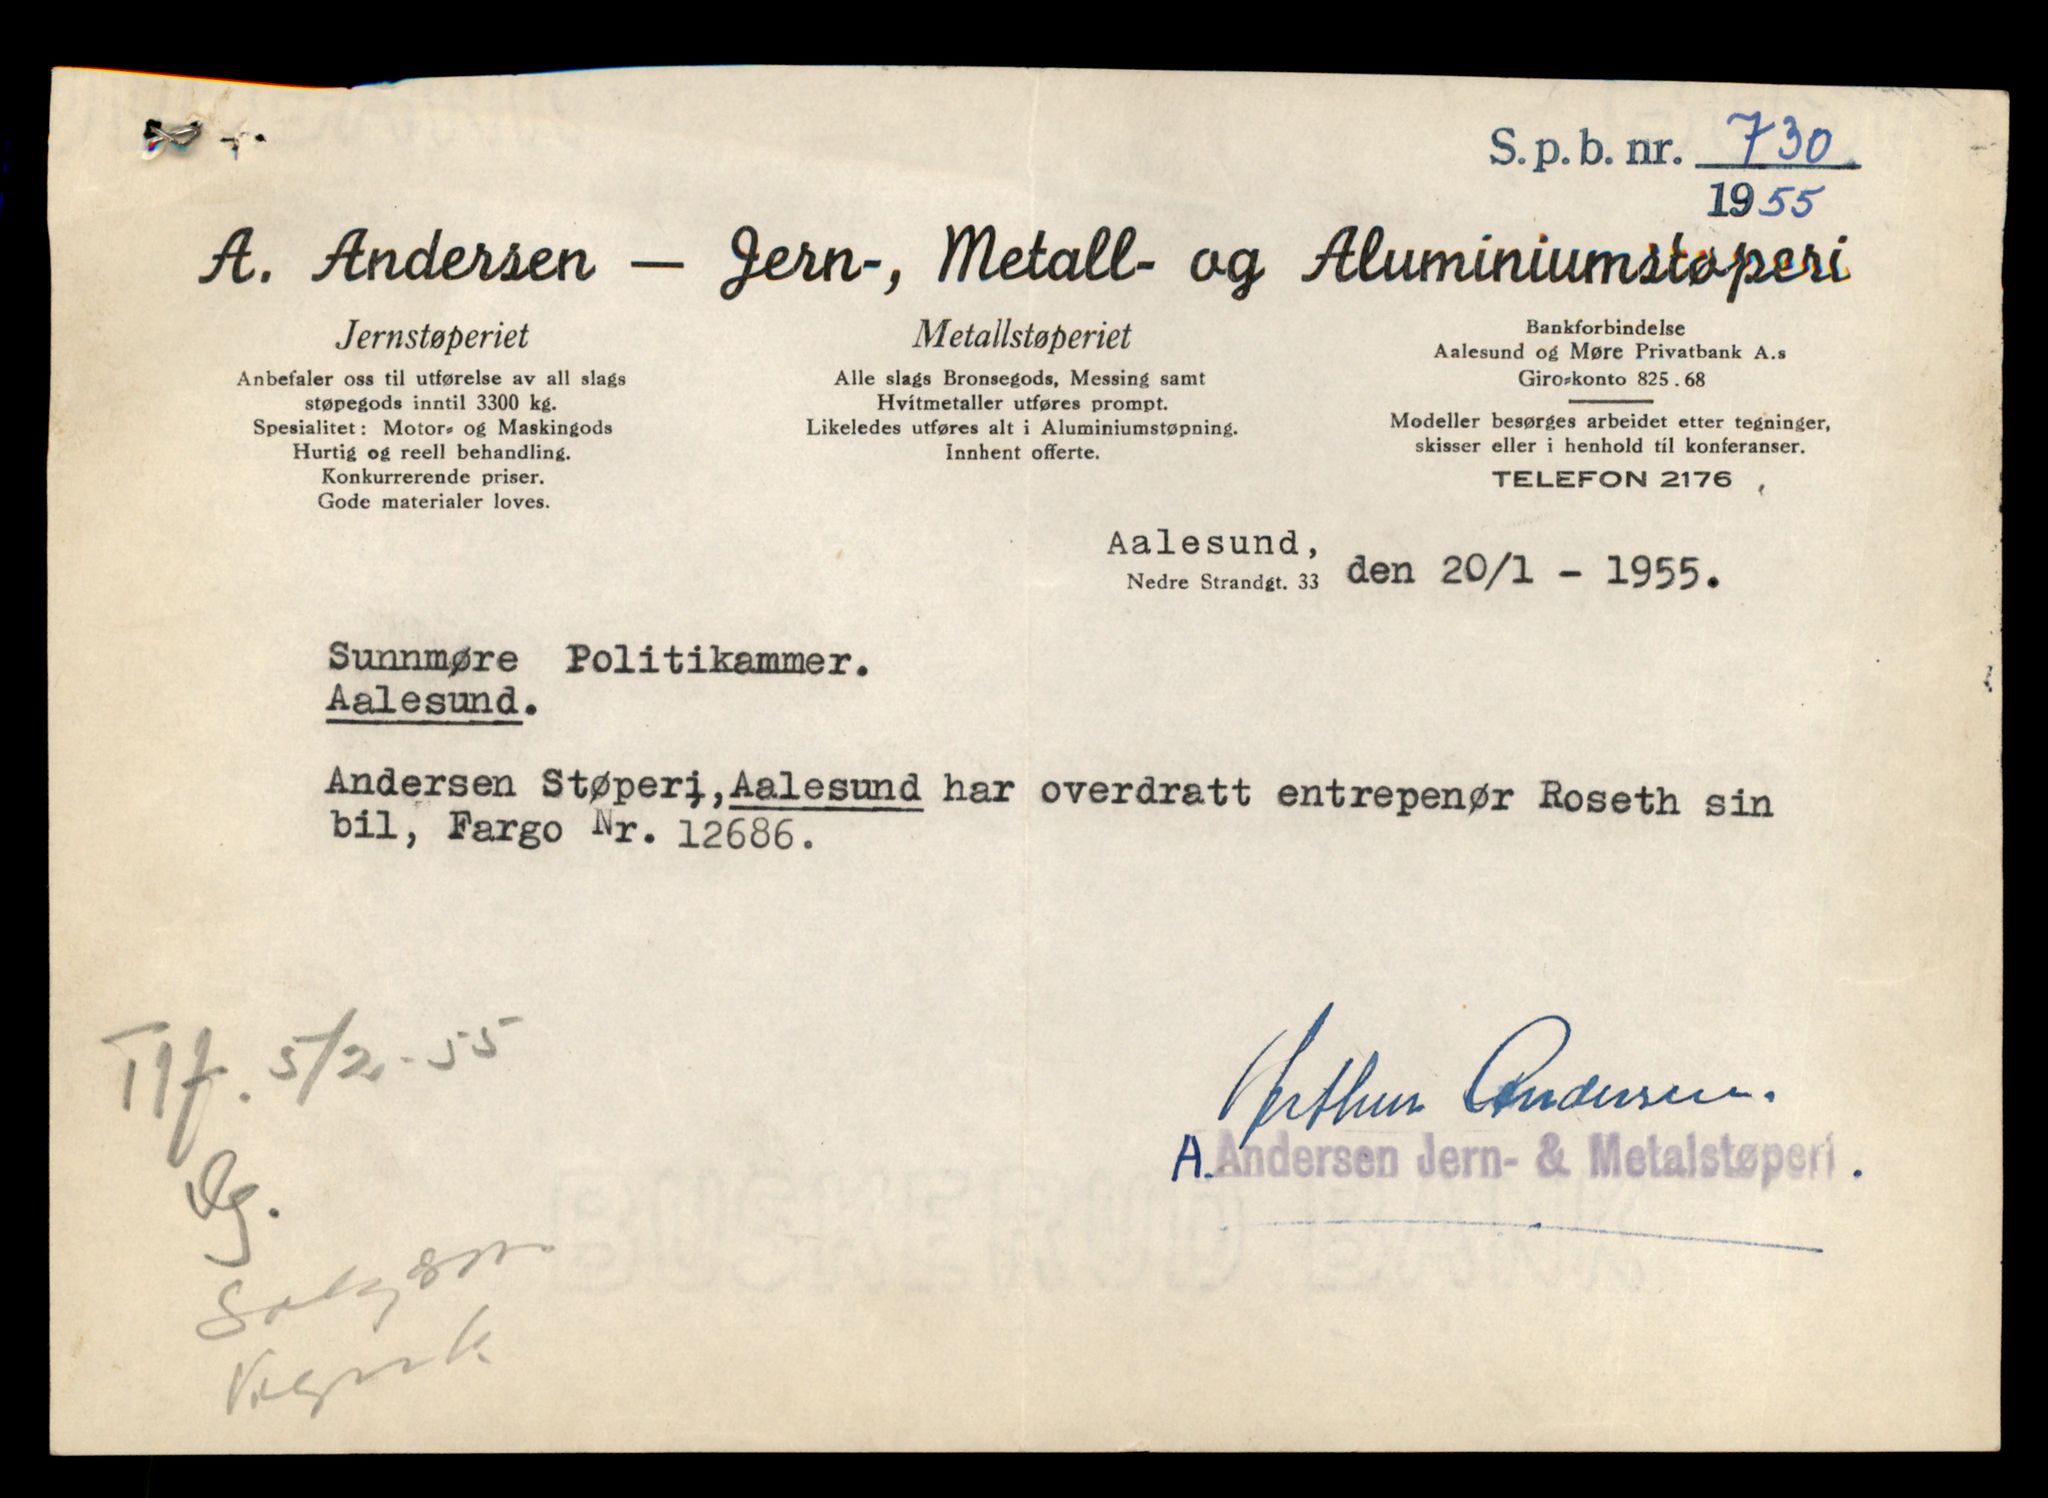 S.p.b. nr. 730
1955
A. Andersen — Jern-, Metall- og Aluminiumstøperi
Jernstøperiet
Anbefaler oss til utførelse av all slags
støpegods inntil 3300 kg.
Spesialitet: Motor- og Maskingods
Hurtig og reell behandling.
Konkurrerende priser.
Gode materialer loves.
Metallstøperiet
Alle slags Bronsegods, Messing samt
Hvitmetaller utføres prompt.
Likeledes utføres alt i Aluminiumstøpning.
Innhent offerte.
Bankforbindelse
Aalesund og Møre Privatbank A.s
Giro-konto 825.68
Modeller besørges arbeidet etter tegninger,
skisser eller i henhold til konferanser.
TELEFON 2176
Aalesund,
Nedre Strandgt. 33 den 20/1 - 1955.
Sunnmøre Politikammer.
Aalesund.
Andersen Støperi, Aalesund har overdratt entrepenør Roseth sin
bil, Fargo Nr. 12686.
Tlf. 5/2-55
Arthur Andersen.
A. Andersen Jern- & Metalstøperi.